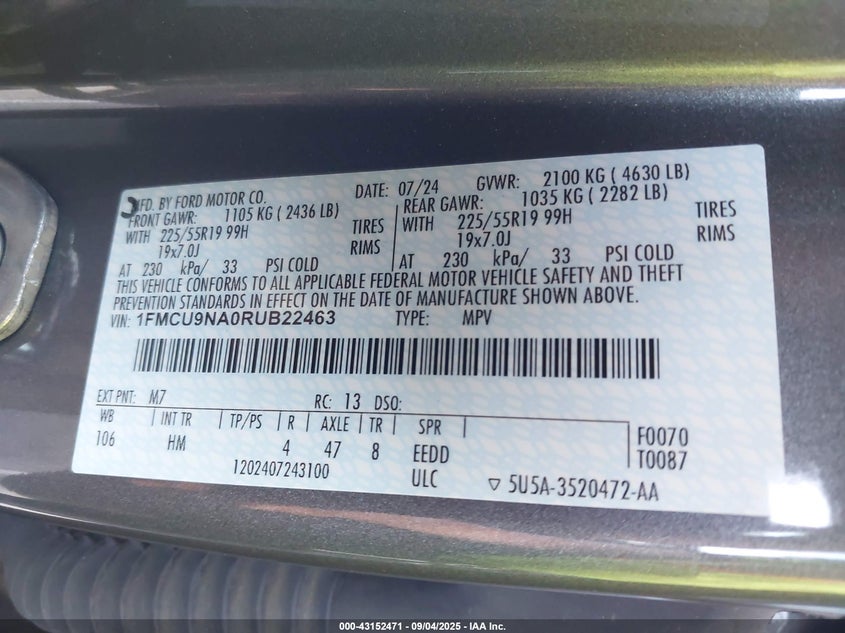 MFD. BY FORD MOTOR CO. DATE: 07/24 GVWR: 2100 KG ( 4630 LB)
FRONT GAWR: 1105 KG ( 2436 LB) REAR GAWR: 1035 KG ( 2282 LB)
WITH 225/55R19 99H TIRES WITH 225/55R19 99H TIRES
19x7.0J RIMS 19x7.0J RIMS
AT 230 kPa/ 33 PSI COLD AT 230 kPa/ 33 PSI COLD
THIS VEHICLE CONFORMS TO ALL APPLICABLE FEDERAL MOTOR VEHICLE SAFETY AND THEFT
PREVENTION STANDARDS IN EFFECT ON THE DATE OF MANUFACTURE SHOWN ABOVE.
VIN: 1FMCU9NA0RUB22463 TYPE: MPV
EXT PNT: M7 RC: 13 DSO:
WB INT TR TP/PS R AXLE TR SPR
106 HM 4 47 8 EEDD F0070
1202407243100 ULC T0087
▽ 5U5A-3520472-AA
000-43152471 - 09/04/2025 - IAA Inc.